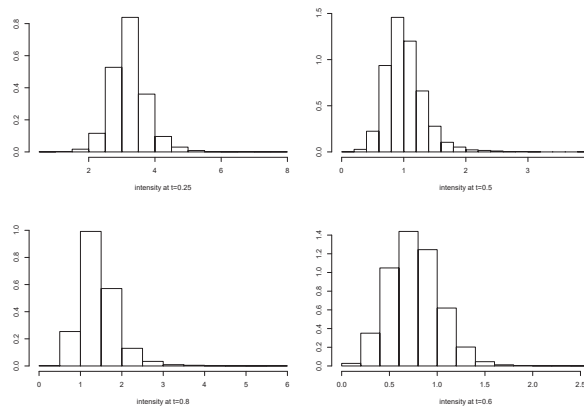 0.0 0.2 0.4 0.6 0.8
2 4 6 8
intensity at t=0.25
0.0 0.5 1.0 1.5
0 1 2 3
intensity at t=0.5
0.0 0.2 0.4 0.6 0.8 1.0
0 1 2 3 4 5 6
intensity at t=0.8
0.0 0.2 0.4 0.6 0.8 1.0 1.2 1.4
0.0 0.5 1.0 1.5 2.0 2.5
intensity at t=0.6